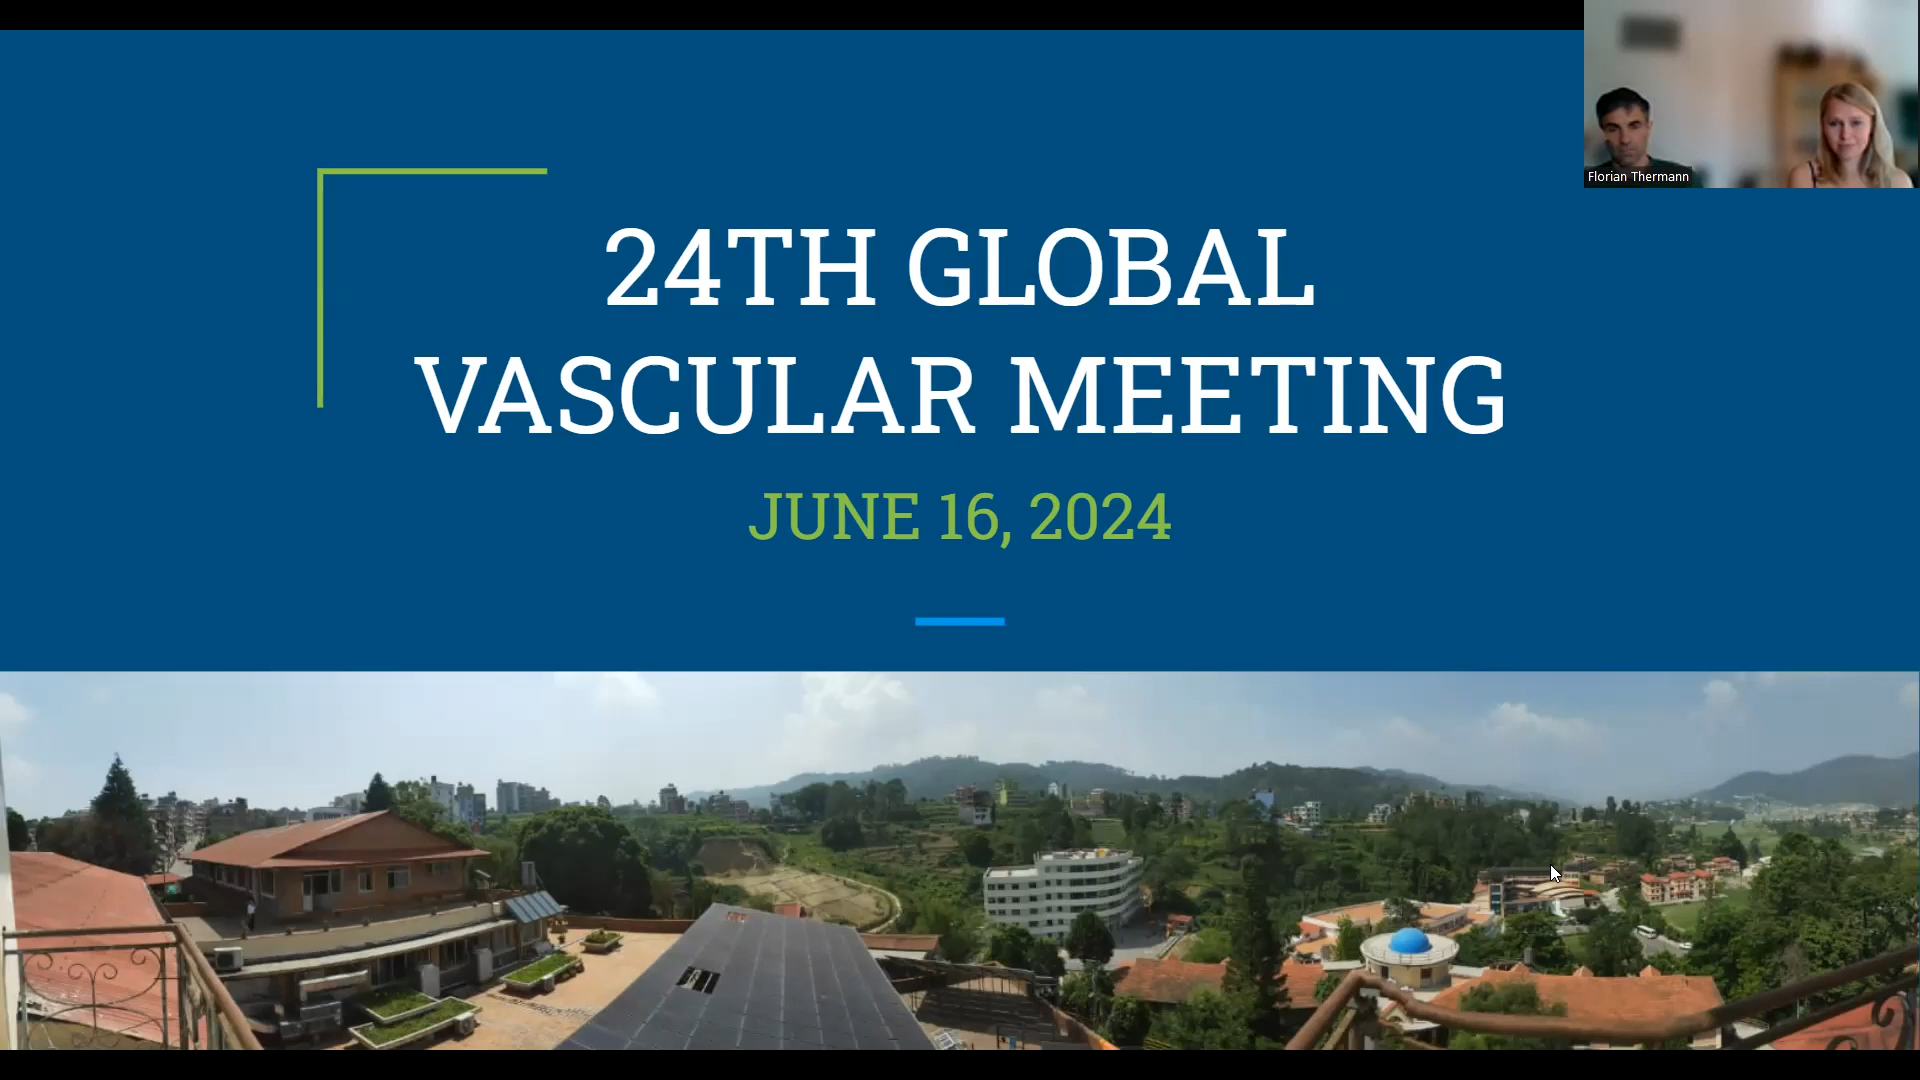 Florian Thermann
24TH GLOBAL
VASCULAR MEETING
JUNE 16, 2024